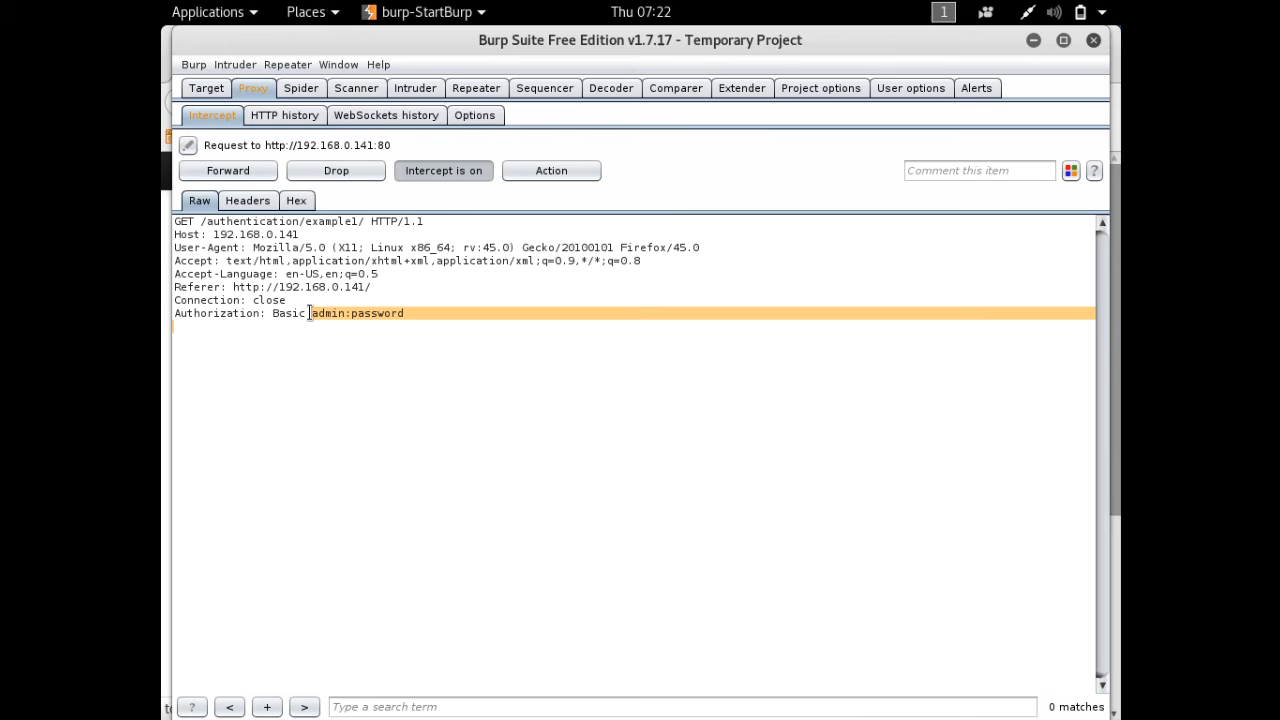 Applications Places burp-StartBurp Thu 07:22 1
Burp Suite Free Edition v1.7.17 - Temporary Project
Burp Intruder Repeater Window Help
Target Proxy Spider Scanner Intruder Repeater Sequencer Decoder Comparer Extender Project options User options Alerts
Intercept HTTP history WebSockets history Options
Request to http://192.168.0.141:80
Forward Drop Intercept is on Action Comment this item ?
Raw Headers Hex
GET /authentication/example1/ HTTP/1.1
Host: 192.168.0.141
User-Agent: Mozilla/5.0 (X11; Linux x86_64; rv:45.0) Gecko/20100101 Firefox/45.0
Accept: text/html,application/xhtml+xml,application/xml;q=0.9,*/*;q=0.8
Accept-Language: en-US,en;q=0.5
Referer: http://192.168.0.141/
Connection: close
Authorization: Basic admin:password
? < + > Type a search term 0 matches